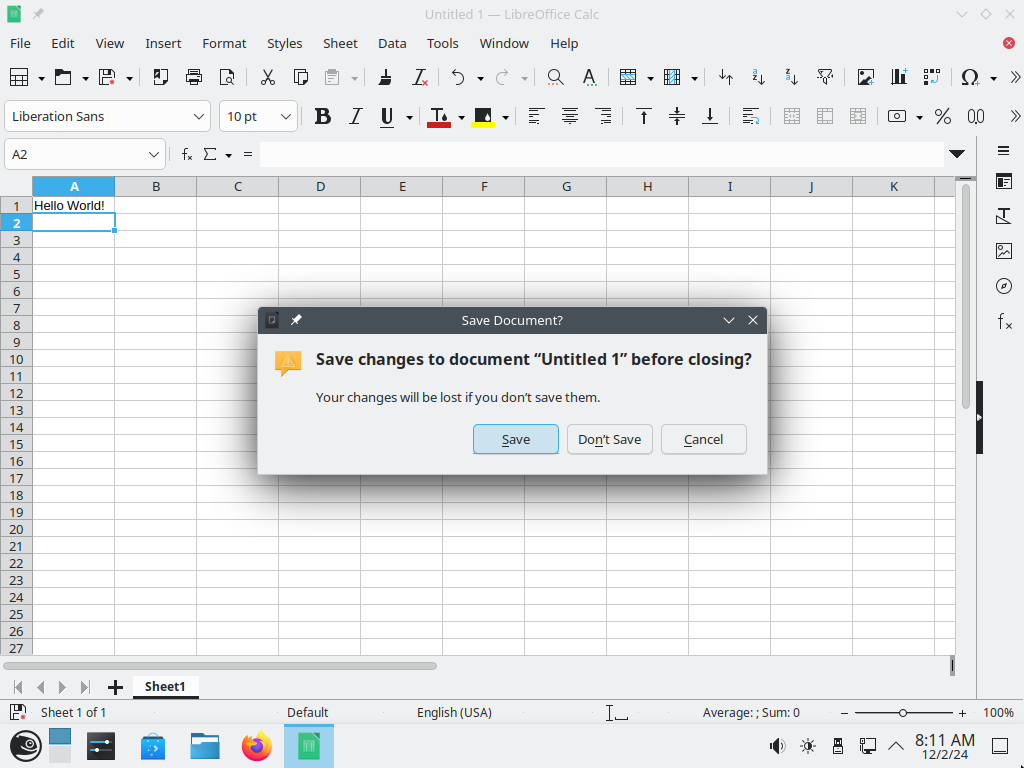 Untitled 1 — LibreOffice Calc
File Edit View Insert Format Styles Sheet Data Tools Window Help
Liberation Sans 10 pt
A2
A B C D E F G H I J K
1 Hello World!
2
3
4
5
6
7
8
9
10
11
12
13
14
15
16
17
18
19
20
21
22
23
24
25
26
27
Save Document?
Save changes to document “Untitled 1” before closing?
Your changes will be lost if you don’t save them.
Save Don’t Save Cancel
Sheet1
Sheet 1 of 1 Default English (USA) Average: ; Sum: 0 100%
8:11 AM
12/2/24